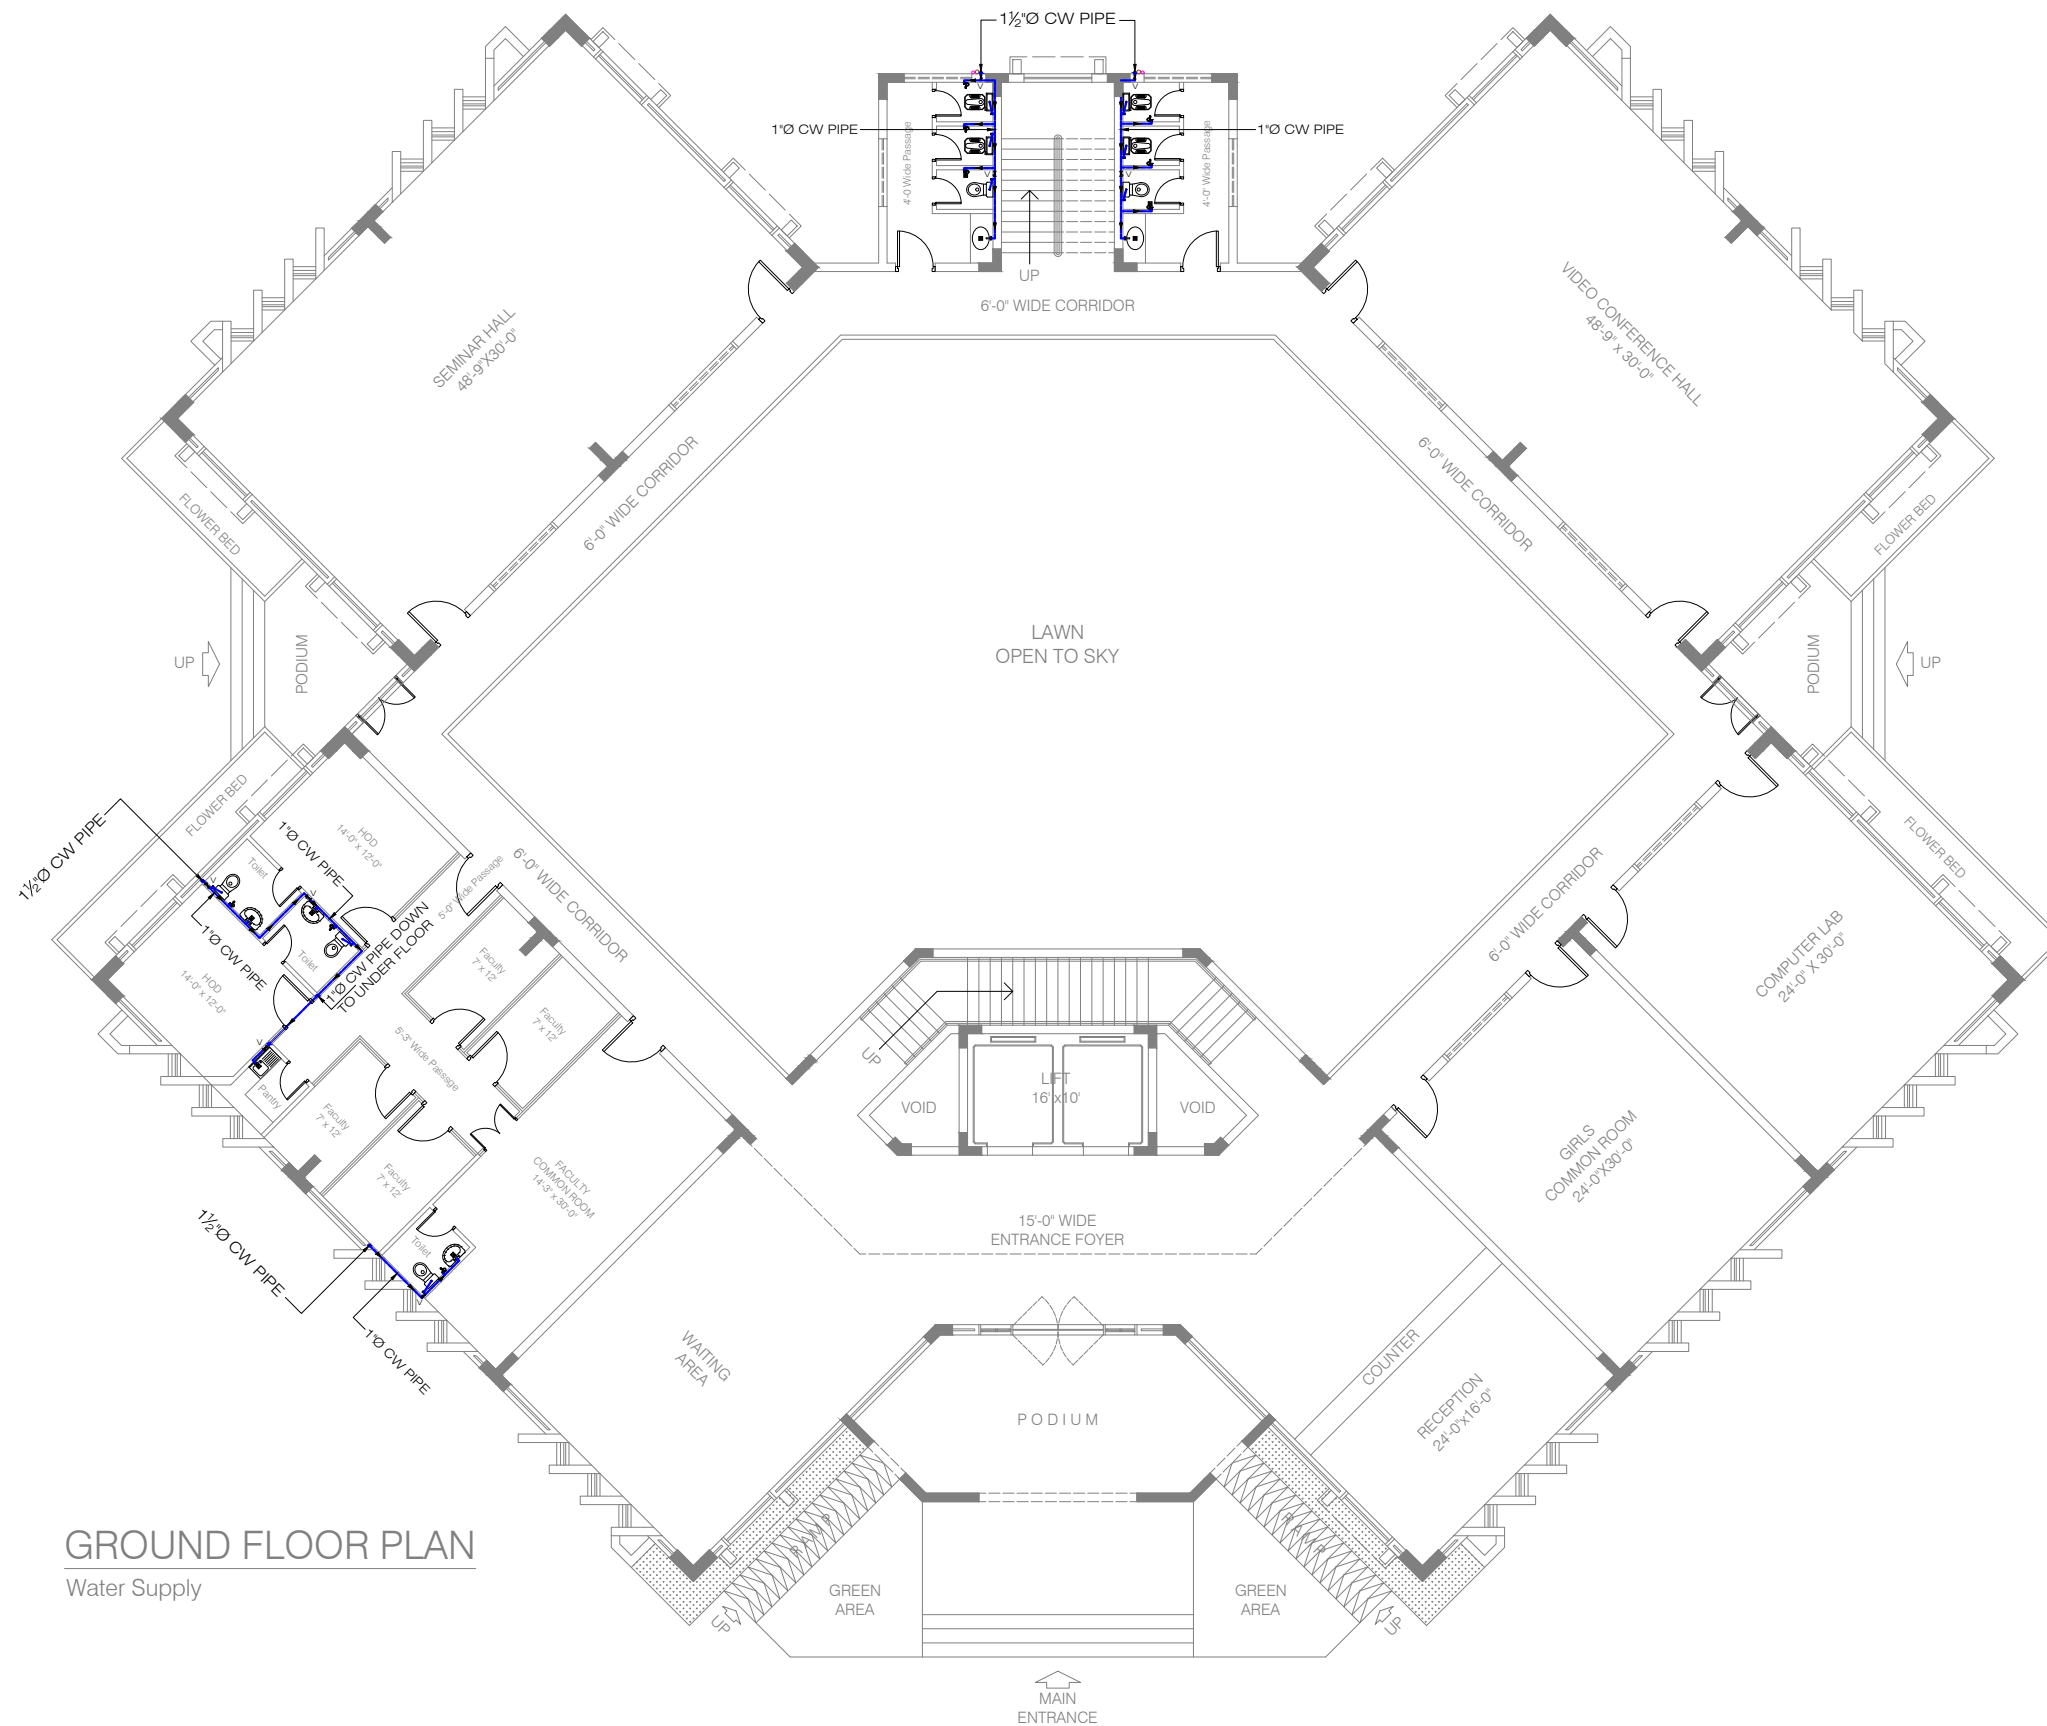 1½"Ø CW PIPE
1"Ø CW PIPE
1"Ø CW PIPE
4'-0 Wide Passage
4'-0" Wide Passage
UP
6'-0" WIDE CORRIDOR
SEMINAR HALL
48'-9"X30'-0"
VIDEO CONFERENCE HALL
48'-9" x 30'-0"
6'-0" WIDE CORRIDOR
6'-0" WIDE CORRIDOR
FLOWER BED
FLOWER BED
LAWN
OPEN TO SKY
UP
PODIUM
PODIUM
UP
FLOWER BED
FLOWER BED
1½"Ø CW PIPE
HOD
14'-0" x 12'-0"
Toilet
1"Ø CW PIPE
5'-0" Wide Passage
6'-0" WIDE CORRIDOR
6'-0" WIDE CORRIDOR
1"Ø CW PIPE
Toilet
1"Ø CW PIPE DOWN
TO UNDER FLOOR
HOD
14'-0" x 12'-0"
Faculty
7' x 12'
Faculty
7' x 12'
5'-3" Wide Passage
COMPUTER LAB
24'-0" X 30'-0"
Pantry
Faculty
7' x 12'
Faculty
7' x 12'
UP
LIFT
16' x10'
VOID
VOID
GIRLS
COMMON ROOM
24'-0"X30'-0"
FACULTY
COMMON ROOM
14'-3" x 30'-0"
Toilet
1½"Ø CW PIPE
1"Ø CW PIPE
15'-0" WIDE
ENTRANCE FOYER
WAITING
AREA
COUNTER
RECEPTION
24'-0"x16'-0"
PODIUM
RAMP
RAMP
GROUND FLOOR PLAN
Water Supply
GREEN
AREA
GREEN
AREA
UP
UP
MAIN
ENTRANCE